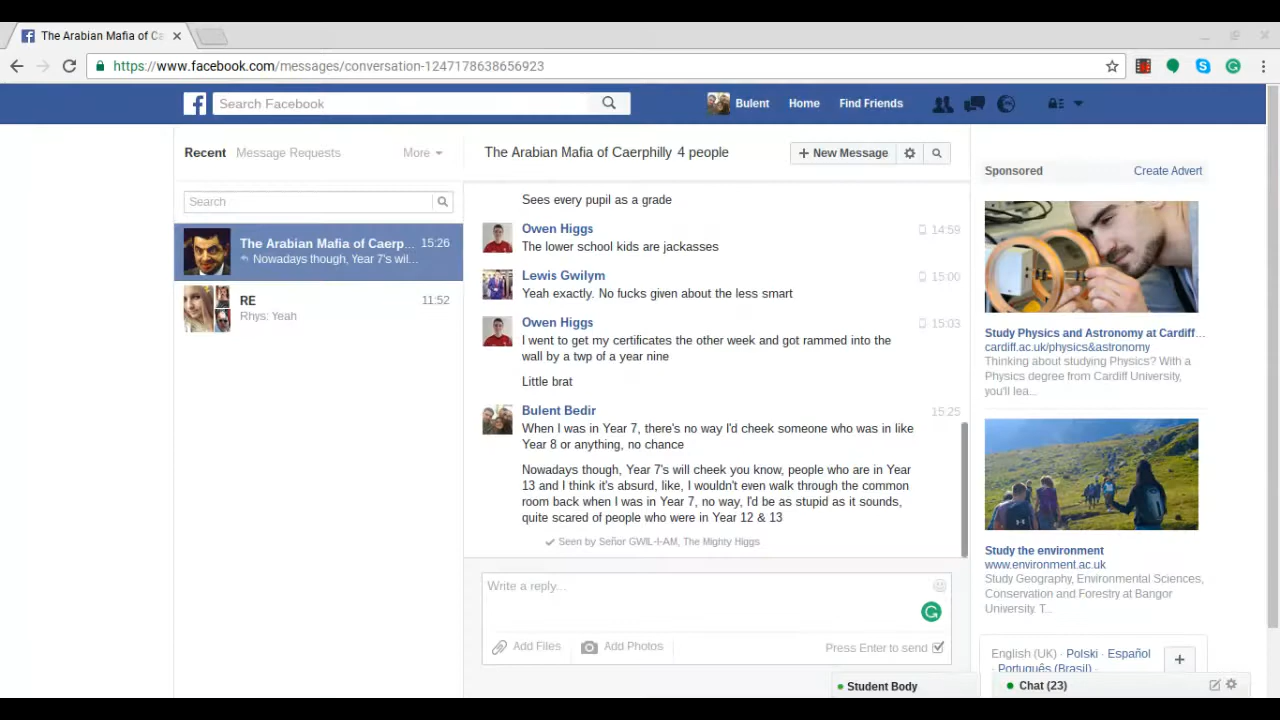 The Arabian Mafia of Ca
https://www.facebook.com/messages/conversation-1247178638656923
Search Facebook
Bulent
Home
Find Friends
Recent
Message Requests
More
The Arabian Mafia of Caerphilly 4 people
+ New Message
Sponsored
Create Advert
Search
The Arabian Mafia of Caerp...
15:26
Nowadays though, Year 7's wil...
RE
11:52
Rhys: Yeah
Sees every pupil as a grade
Owen Higgs
14:59
The lower school kids are jackasses
Lewis Gwilym
15:00
Yeah exactly. No fucks given about the less smart
Owen Higgs
15:03
I went to get my certificates the other week and got rammed into the
wall by a twp of a year nine
Little brat
Bulent Bedir
15:25
When I was in Year 7, there's no way I'd cheek someone who was in like
Year 8 or anything, no chance
Nowadays though, Year 7's will cheek you know, people who are in Year
13 and I think it's absurd, like, I wouldn't even walk through the common
room back when I was in Year 7, no way, I'd be as stupid as it sounds,
quite scared of people who were in Year 12 & 13
Seen by Señor GWIL-I-AM, The Mighty Higgs
Write a reply...
Add Files
Add Photos
Press Enter to send
Study Physics and Astronomy at Cardiff...
cardiff.ac.uk/physics&astronomy
Thinking about studying Physics? With a
Physics degree from Cardiff University,
you'll lea...
Study the environment
www.environment.ac.uk
Study Geography, Environmental Sciences,
Conservation and Forestry at Bangor
University. T...
English (UK) · Polski · Español ·
Português (Brasil) ·
Student Body
Chat (23)